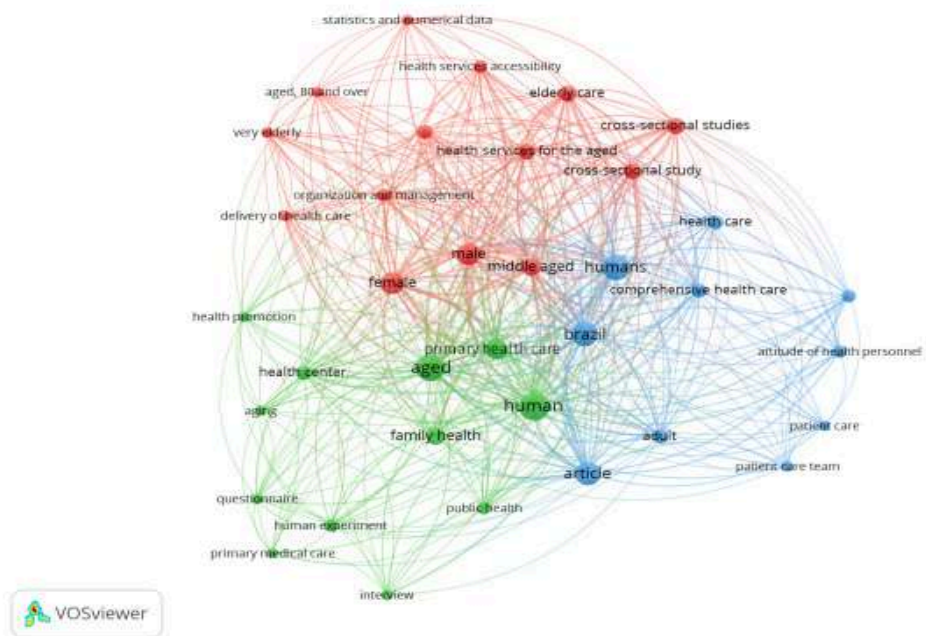 statistics and numerical data
health services accessibility
aged, 80 and over
elderly care
very elderly
cross-sectional studies
health services for the aged
cross-sectional study
organization and management
delivery of health care
health care
male
middle aged
humans
female
comprehensive health care
health promotion
brazil
primary health care
attitude of health personnel
aged
health center
human
aging
patient care
family health
adult
patient care team
article
questionnaire
public health
human experiment
primary medical care
interview
VOSviewer